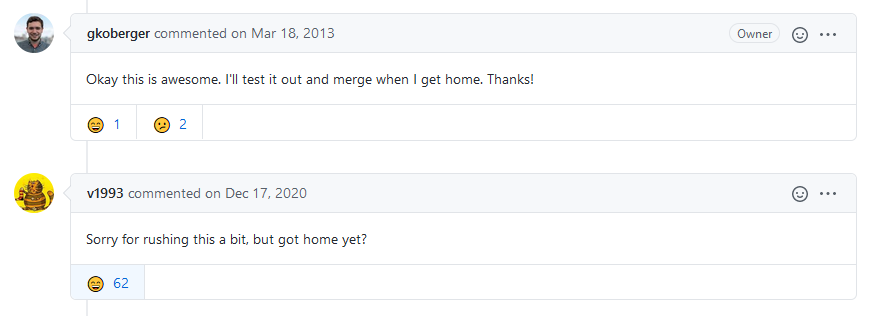 gkoberger commented on Mar 18, 2013 Owner
Okay this is awesome. I'll test it out and merge when I get home. Thanks!
1 2
v1993 commented on Dec 17, 2020
Sorry for rushing this a bit, but got home yet?
62